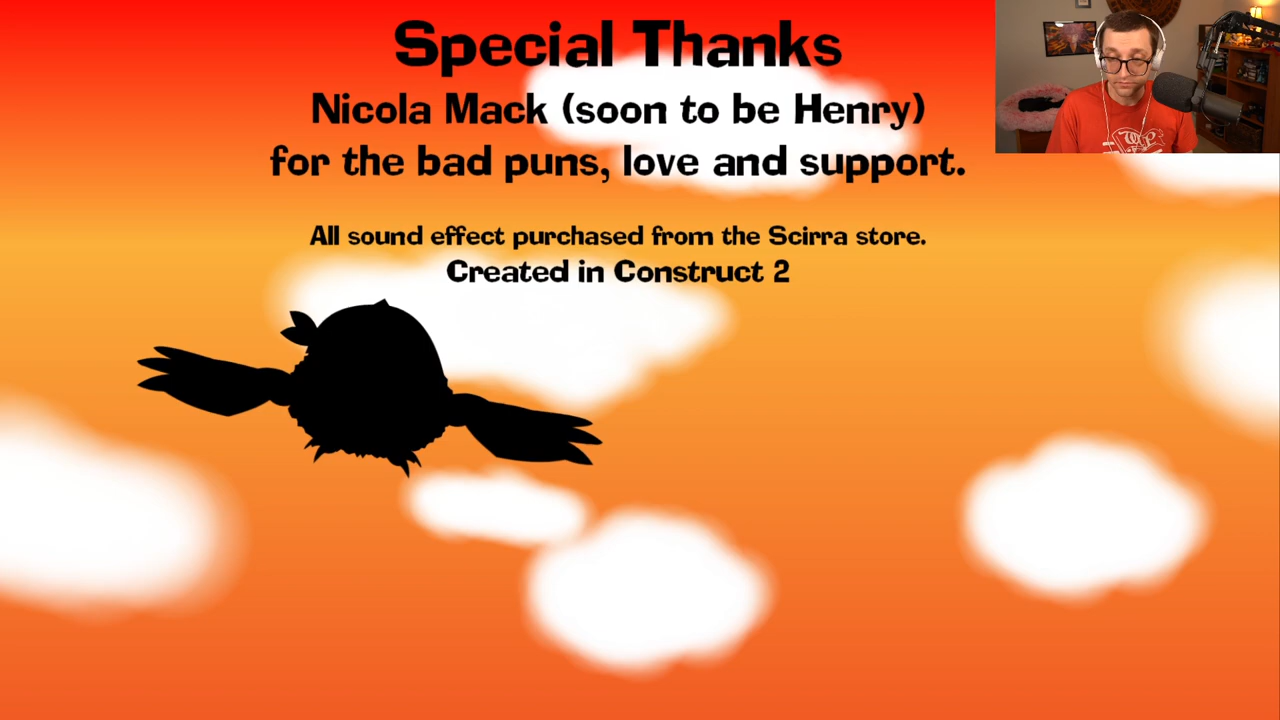 Special Thanks
Nicola Mack (soon to be Henry)
for the bad puns, love and support.
All sound effect purchased from the Scirra store.
Created in Construct 2